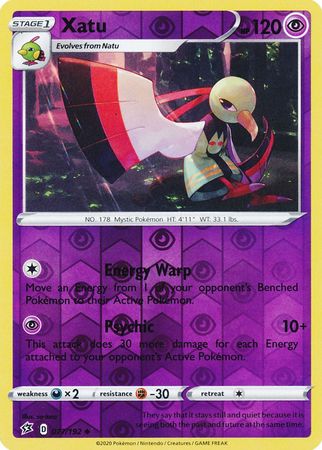 STAGE 1
Xatu
HP 120
Evolves from Natu
NO. 178 Mystic Pokémon HT: 4'11" WT: 33.1 lbs.
Energy Warp
Move an Energy from 1 of your opponent's Benched
Pokémon to their Active Pokémon.
Psychic 10+
This attack does 30 more damage for each Energy
attached to your opponent's Active Pokémon.
weakness ×2 resistance -30 retreat
Illus.
D 077/192
They say that it stays still and quiet because it is
seeing both the past and future at the same time.
©2020 Pokémon / Nintendo / Creatures / GAME FREAK